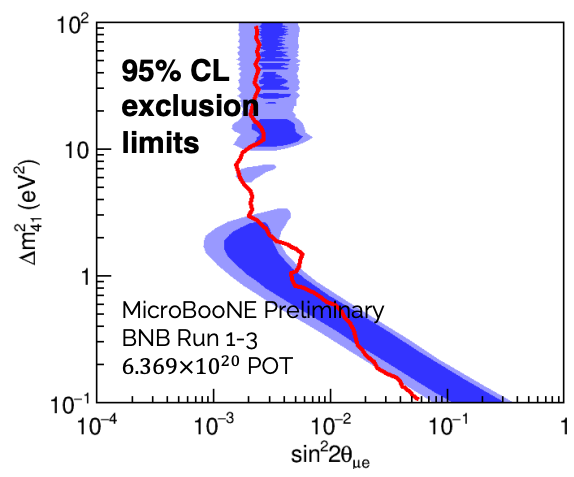 10²
95% CL
exclusion
limits
10
Δm²₄₁ (eV²)
1
MicroBooNE Preliminary
BNB Run 1-3
6.369×10²⁰ POT
10⁻¹
10⁻⁴ 10⁻³ 10⁻² 10⁻¹ 1
sin²2θμe